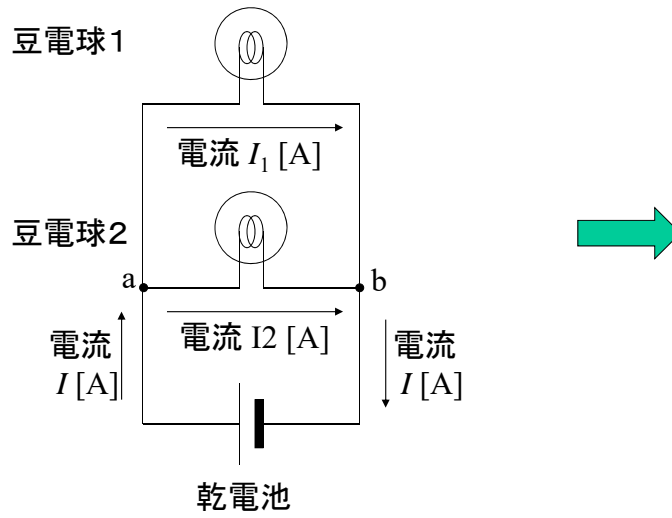 豆電球１
電流 I₁ [A]
豆電球２
a
b
電流 I2 [A]
電流
I [A]
電流
I [A]
乾電池